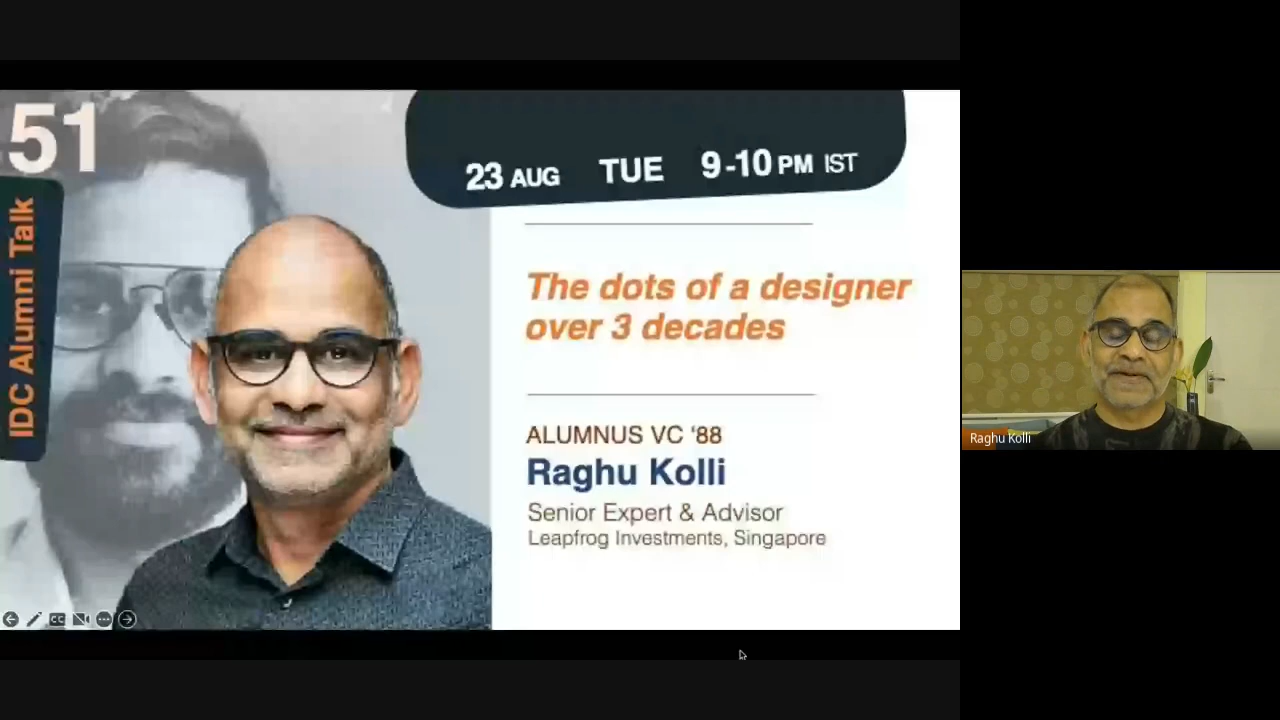 51
IDC Alumni Talk
23 AUG TUE 9-10 PM IST
The dots of a designer
over 3 decades
ALUMNUS VC '88
Raghu Kolli
Senior Expert & Advisor
Leapfrog Investments, Singapore
CC
Raghu Kolli